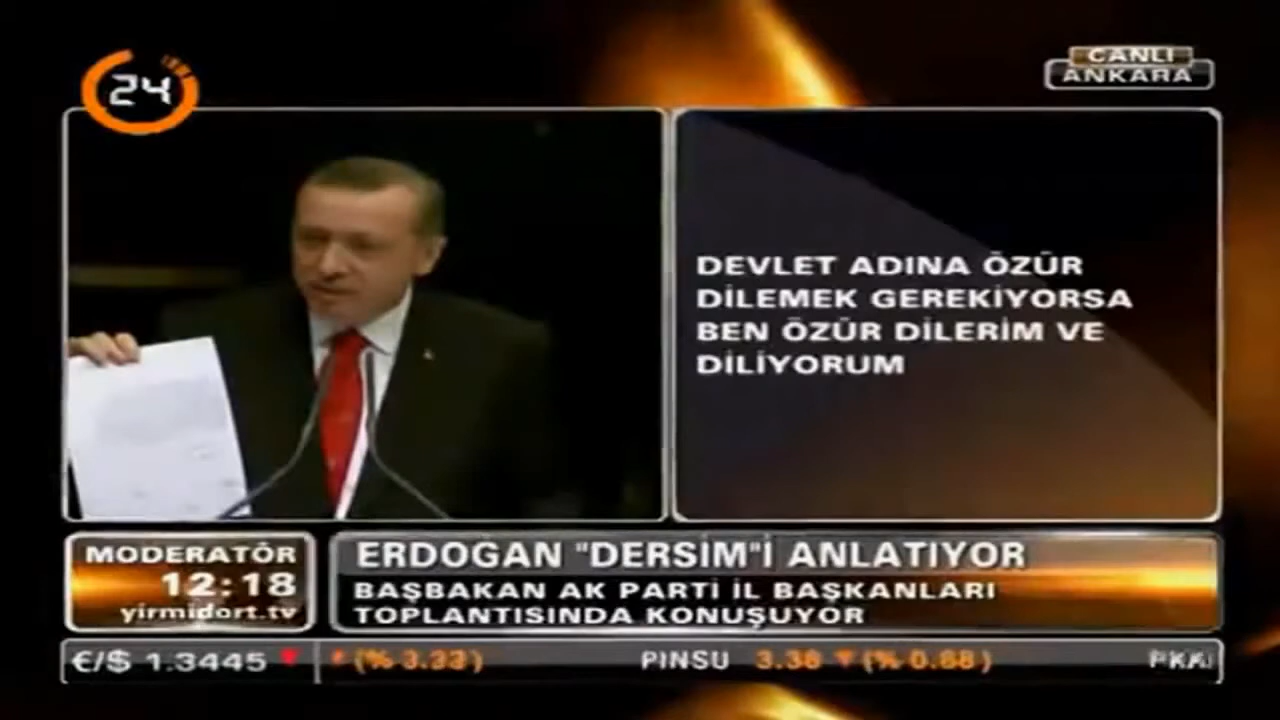 24
CANLI
ANKARA
DEVLET ADINA ÖZÜR
DİLEMEK GEREKİYORSA
BEN ÖZÜR DİLERİM VE
DİLİYORUM
MODERATÖR
12:18
yirmidort.tv
ERDOĞAN "DERSİM"İ ANLATIYOR
BAŞBAKAN AK PARTİ İL BAŞKANLARI
TOPLANTISINDA KONUŞUYOR
€/$ 1.3445 (% 3.33) PINSU 3.38 (% 0.88)